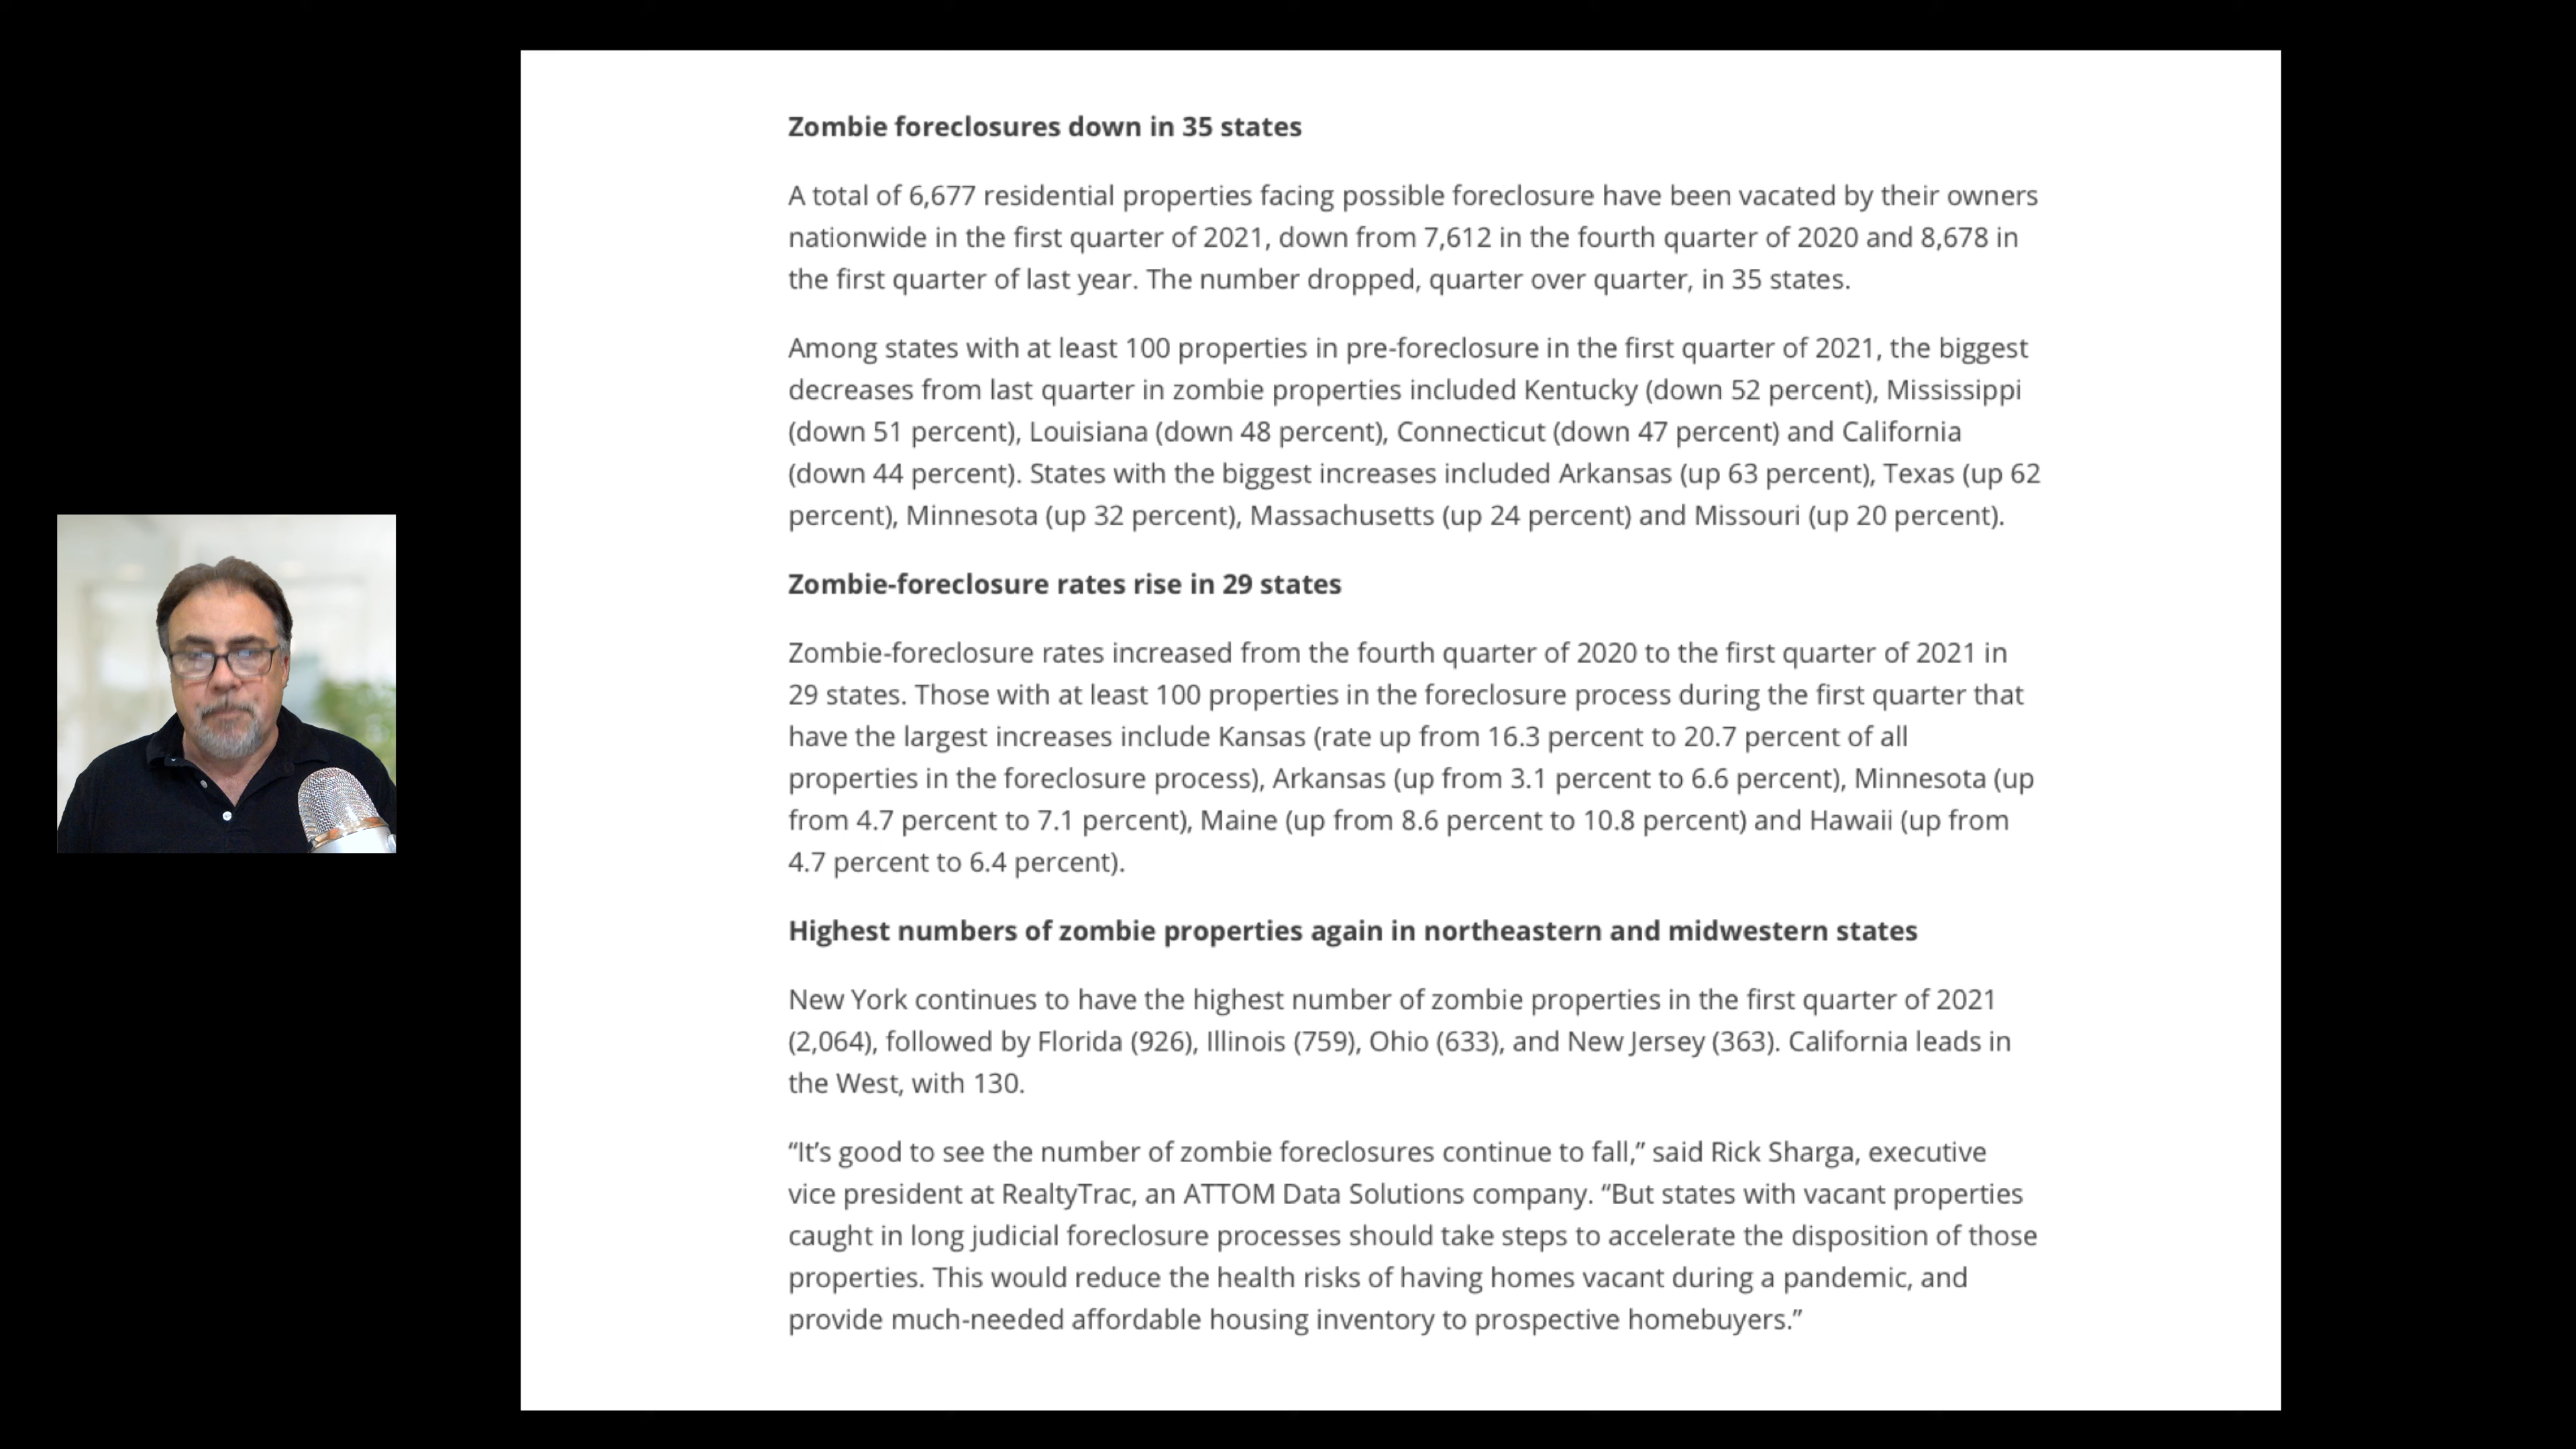 Zombie foreclosures down in 35 states
A total of 6,677 residential properties facing possible foreclosure have been vacated by their owners
nationwide in the first quarter of 2021, down from 7,612 in the fourth quarter of 2020 and 8,678 in
the first quarter of last year. The number dropped, quarter over quarter, in 35 states.
Among states with at least 100 properties in pre-foreclosure in the first quarter of 2021, the biggest
decreases from last quarter in zombie properties included Kentucky (down 52 percent), Mississippi
(down 51 percent), Louisiana (down 48 percent), Connecticut (down 47 percent) and California
(down 44 percent). States with the biggest increases included Arkansas (up 63 percent), Texas (up 62
percent), Minnesota (up 32 percent), Massachusetts (up 24 percent) and Missouri (up 20 percent).
Zombie-foreclosure rates rise in 29 states
Zombie-foreclosure rates increased from the fourth quarter of 2020 to the first quarter of 2021 in
29 states. Those with at least 100 properties in the foreclosure process during the first quarter that
have the largest increases include Kansas (rate up from 16.3 percent to 20.7 percent of all
properties in the foreclosure process), Arkansas (up from 3.1 percent to 6.6 percent), Minnesota (up
from 4.7 percent to 7.1 percent), Maine (up from 8.6 percent to 10.8 percent) and Hawaii (up from
4.7 percent to 6.4 percent).
Highest numbers of zombie properties again in northeastern and midwestern states
New York continues to have the highest number of zombie properties in the first quarter of 2021
(2,064), followed by Florida (926), Illinois (759), Ohio (633), and New Jersey (363). California leads in
the West, with 130.
“It’s good to see the number of zombie foreclosures continue to fall,” said Rick Sharga, executive
vice president at RealtyTrac, an ATTOM Data Solutions company. “But states with vacant properties
caught in long judicial foreclosure processes should take steps to accelerate the disposition of those
properties. This would reduce the health risks of having homes vacant during a pandemic, and
provide much-needed affordable housing inventory to prospective homebuyers.”